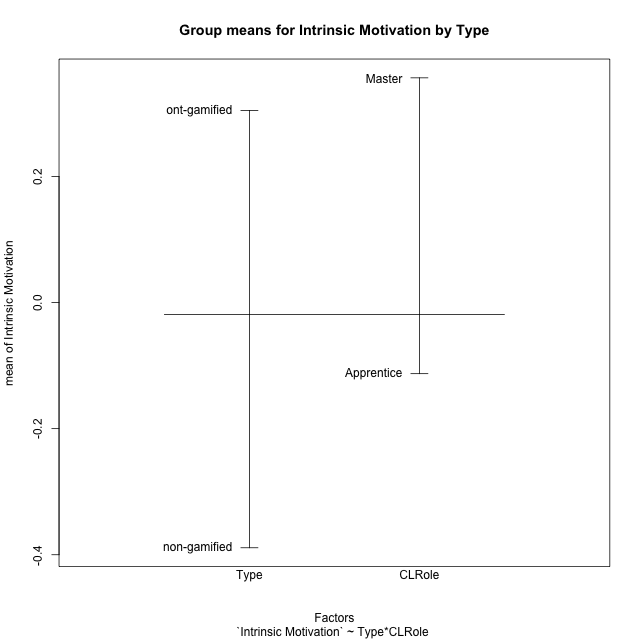 Group means for Intrinsic Motivation by Type
Master
ont-gamified
0.2
0.0
mean of Intrinsic Motivation
Apprentice
-0.2
non-gamified
-0.4
Type CLRole
Factors
`Intrinsic Motivation` ~ Type*CLRole